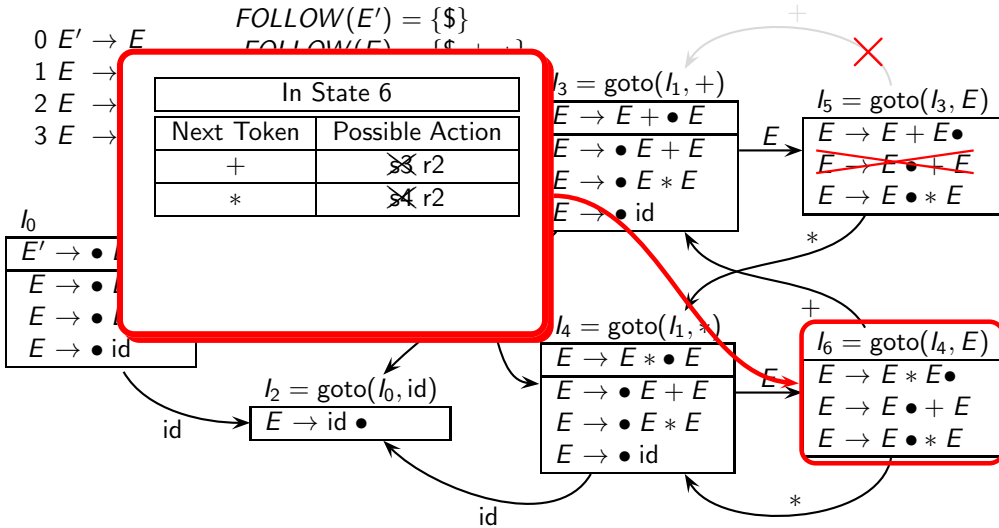 FOLLOW(E') = {$}
0 E' → E
1 E →
2 E →
3 E →
In State 6
Next Token Possible Action
+ s3 r2
* s4 r2
I0
E' → ●
E → ●
E → ●
E → ● id
id
I2 = goto(I0, id)
E → id ●
I3 = goto(I1, +)
E → E + ● E
E → ● E + E
E → ● E * E
E → ● id
E
+
I5 = goto(I3, E)
E → E + E●
E → E ● + E
E → E ● * E
*
+
I4 = goto(I1, *)
E → E * ● E
E → ● E + E
E → ● E * E
E → ● id
E
I6 = goto(I4, E)
E → E * E●
E → E ● + E
E → E ● * E
*
id